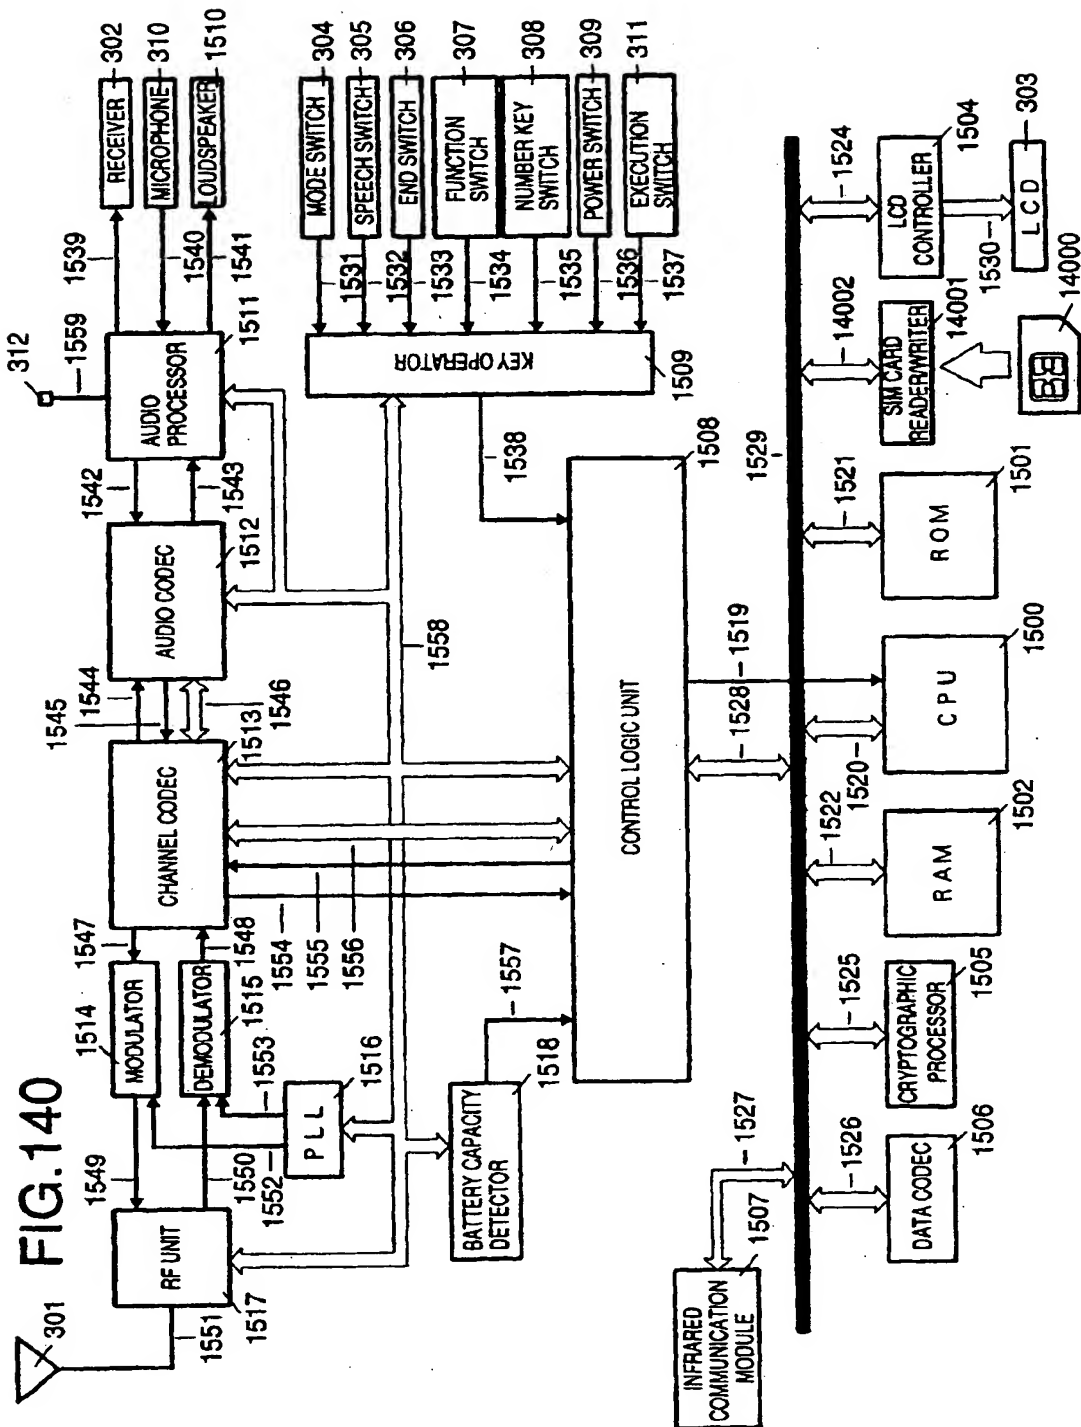 FIG.140
301
1551
RF UNIT
1517
1549
1550
1552
1553
1514
MODULATOR
DEMODULATOR
1515
PLL
1516
1547
1548
CHANNEL CODEC
1513
1554
1555
1556
1545
1544
1546
AUDIO CODEC
1512
1542
1543
312
1559
AUDIO
PROCESSOR
1511
1539
1540
1541
RECEIVER
302
MICROPHONE
310
LOUDSPEAKER
1510
MODE SWITCH
304
SPEECH SWITCH
305
END SWITCH
306
FUNCTION
SWITCH
307
NUMBER KEY
SWITCH
308
POWER SWITCH
309
EXECUTION
SWITCH
311
1531
1532
1533
1534
1535
1536
1537
KEY OPERATOR
1509
1538
1558
BATTERY CAPACITY
DETECTOR
1518
1557
CONTROL LOGIC UNIT
1508
1528
1519
1529
INFRARED
COMMUNICATION
MODULE
1507
1527
1526
DATA CODEC
1506
1525
CRYPTOGRAPHIC
PROCESSOR
1505
1522
RAM
1502
1520
CPU
1500
1521
ROM
1501
14002
SIM CARD
READER/WRITER
14001
14000
1524
LCD
CONTROLLER
1504
1530
LCD
303